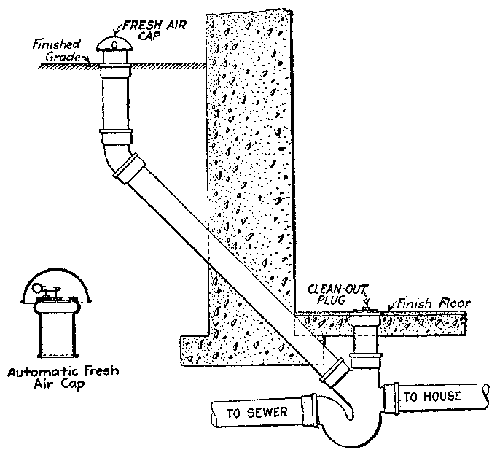 FRESH AIR
CAP
Finished
Grade
CLEAN-OUT
PLUG
Finish Floor
Automatic Fresh
Air Cap
TO SEWER
TO HOUSE